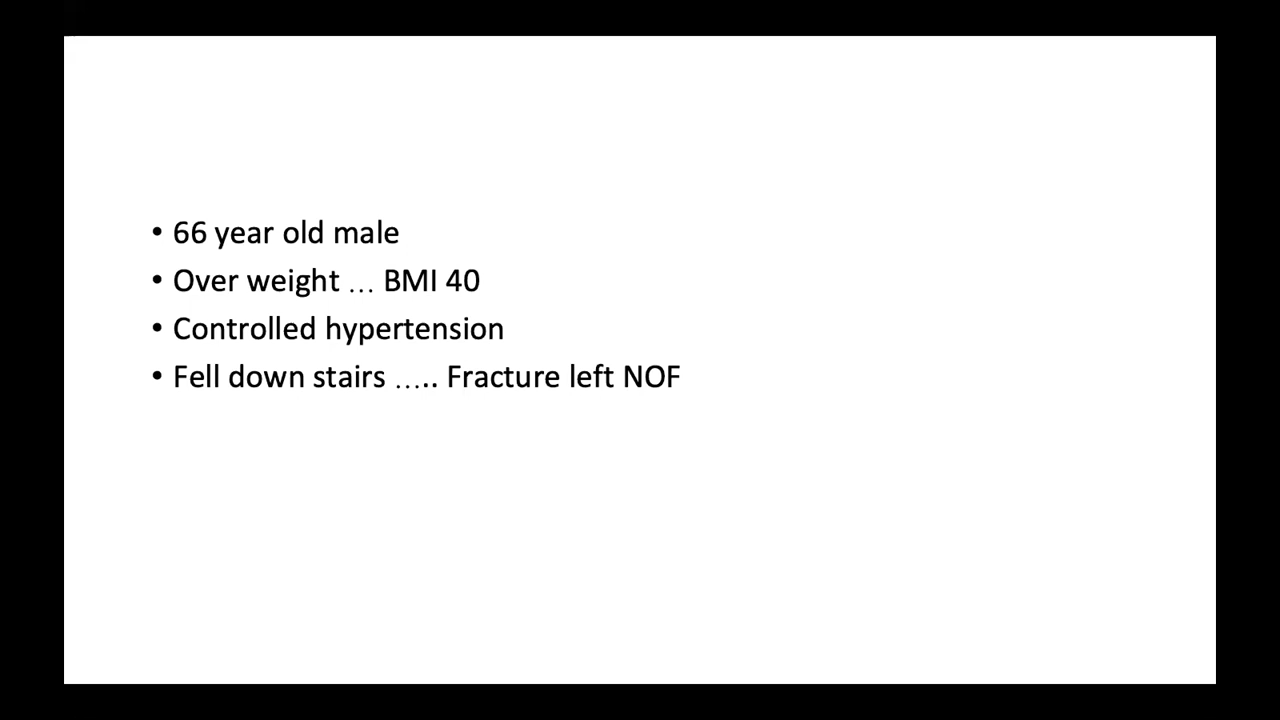 • 66 year old male
• Over weight … BMI 40
• Controlled hypertension
• Fell down stairs ….. Fracture left NOF